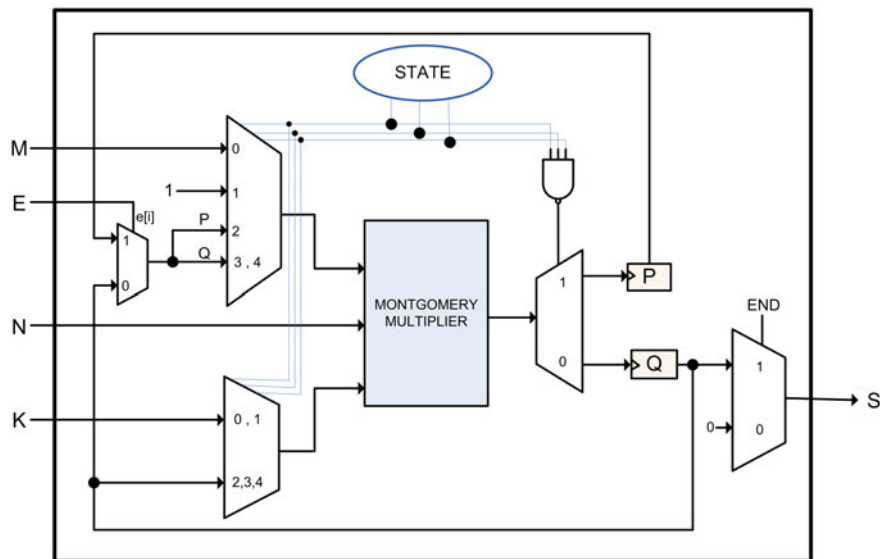 STATE
M
0
1
1
E
e[i]
P
2
1
Q
3 , 4
0
MONTGOMERY
MULTIPLIER
N
1
P
0
Q
END
1
K
0 , 1
S
0
0
2,3,4